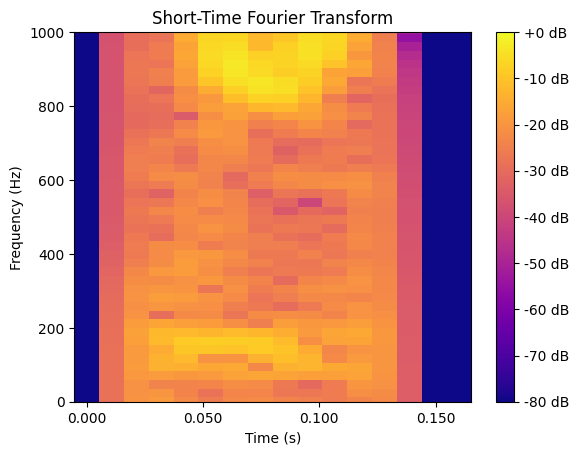 Short-Time Fourier Transform
1000
800
600
400
200
0
Frequency (Hz)
0.000
0.050
0.100
0.150
Time (s)
+0 dB
-10 dB
-20 dB
-30 dB
-40 dB
-50 dB
-60 dB
-70 dB
-80 dB